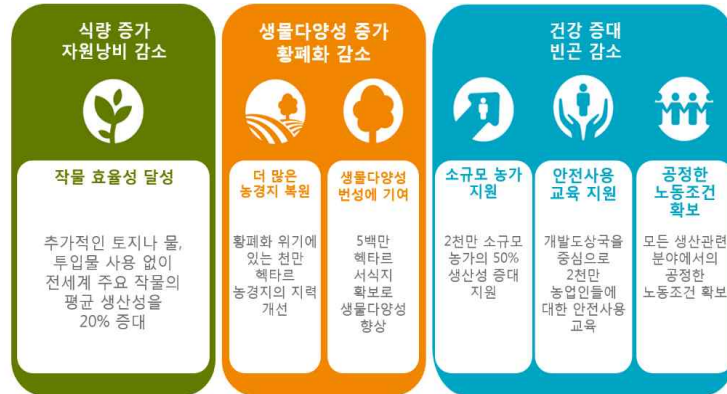 식량 증가
자원낭비 감소
작물 효율성 달성
추가적인 토지나 물,
투입물 사용 없이
전세계 주요 작물의
평균 생산성을
20% 증대
생물다양성 증가
황폐화 감소
더 많은
농경지 복원
황폐화 위기에
있는 천만
헥타르
농경지의 지력
개선
생물다양성
번성에 기여
5백만
헥타르
서식지
확보로
생물다양성
향상
건강 증대
빈곤 감소
소규모 농가
지원
2천만 소규모
농가의 50%
생산성 증대
지원
안전사용
교육 지원
개발도상국을
중심으로
2천만
농업인들에
대한 안전사용
교육
공정한
노동조건
확보
모든 생산관련
분야에서의
공정한
노동조건 확보